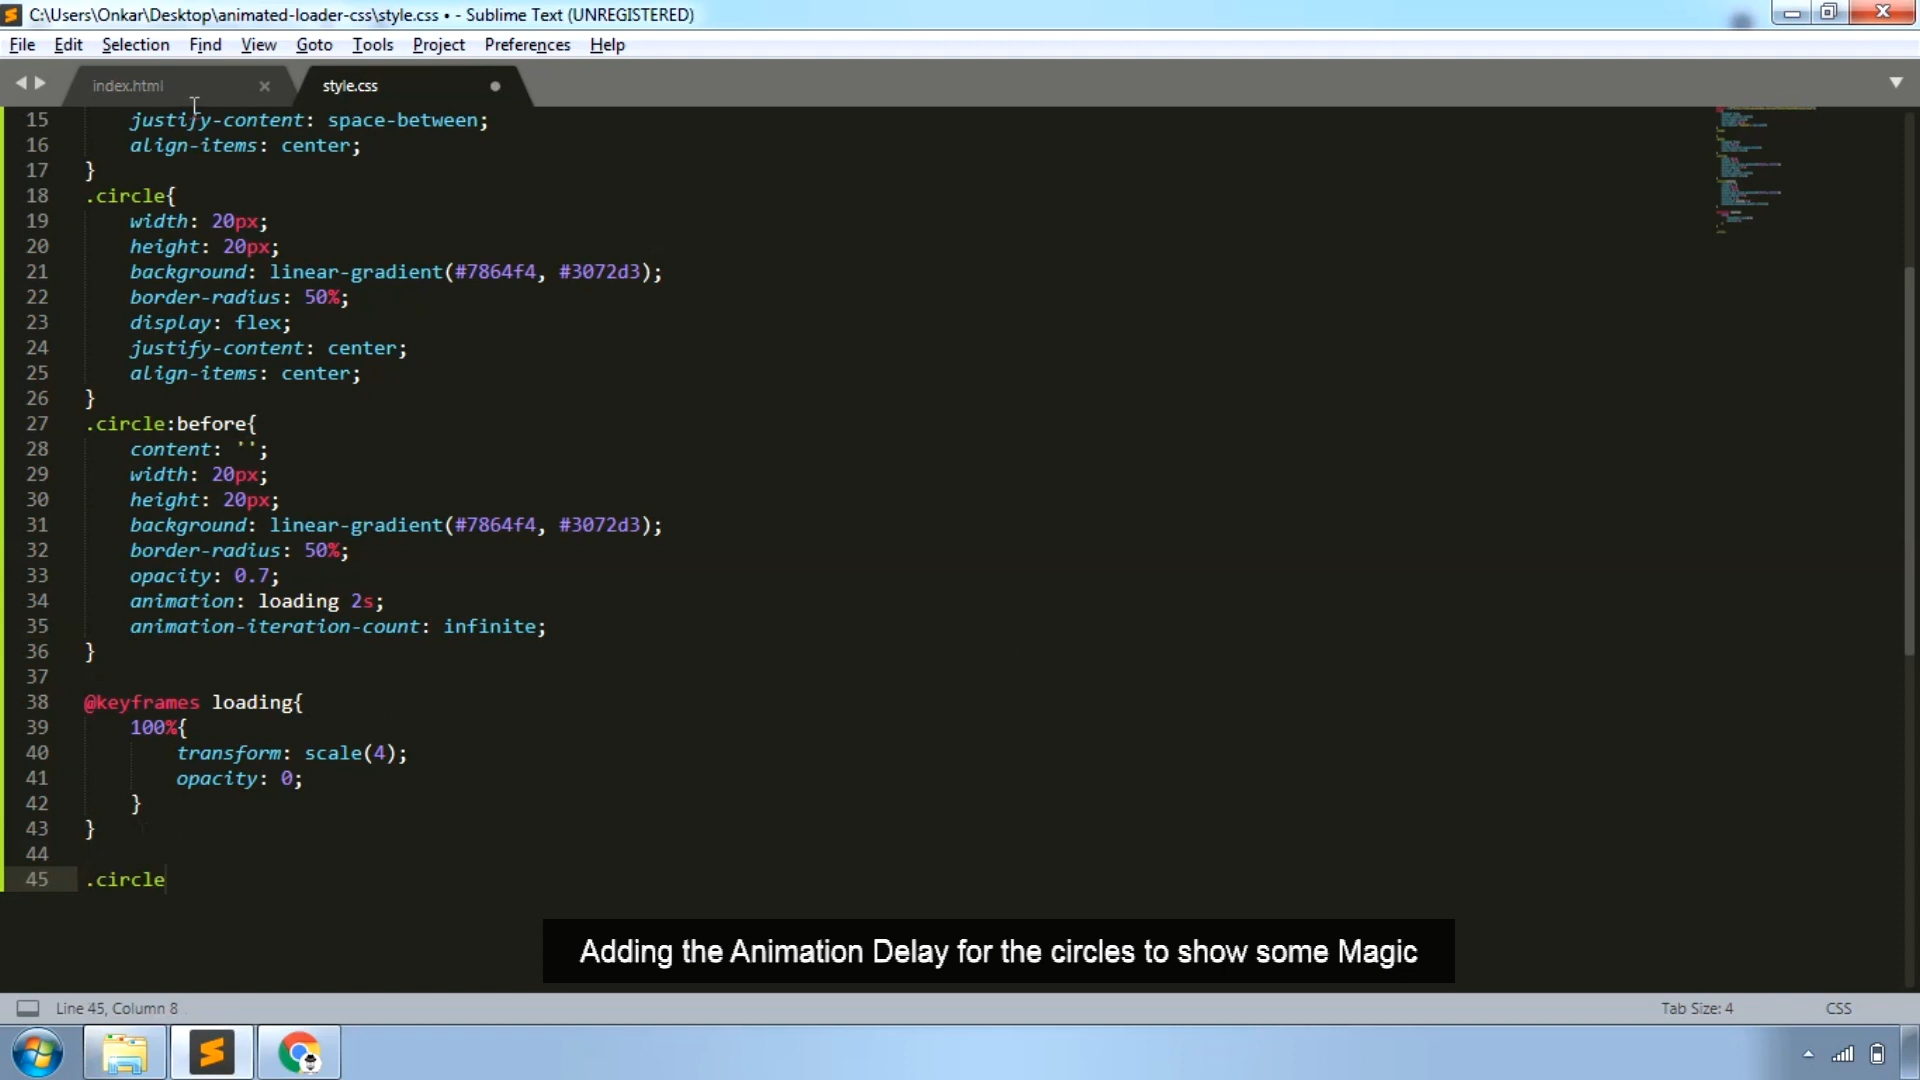 C:\Users\Onkar\Desktop\animated-loader-css\style.css • - Sublime Text (UNREGISTERED)
File Edit Selection Find View Goto Tools Project Preferences Help
index.html × style.css
15 justify-content: space-between;
16 align-items: center;
17 }
18 .circle{
19 width: 20px;
20 height: 20px;
21 background: linear-gradient(#7864f4, #3072d3);
22 border-radius: 50%;
23 display: flex;
24 justify-content: center;
25 align-items: center;
26 }
27 .circle:before{
28 content: '';
29 width: 20px;
30 height: 20px;
31 background: linear-gradient(#7864f4, #3072d3);
32 border-radius: 50%;
33 opacity: 0.7;
34 animation: loading 2s;
35 animation-iteration-count: infinite;
36 }
37
38 @keyframes loading{
39 100%{
40 transform: scale(4);
41 opacity: 0;
42 }
43 }
44
45 .circle
Adding the Animation Delay for the circles to show some Magic
Line 45, Column 8 Tab Size: 4 CSS